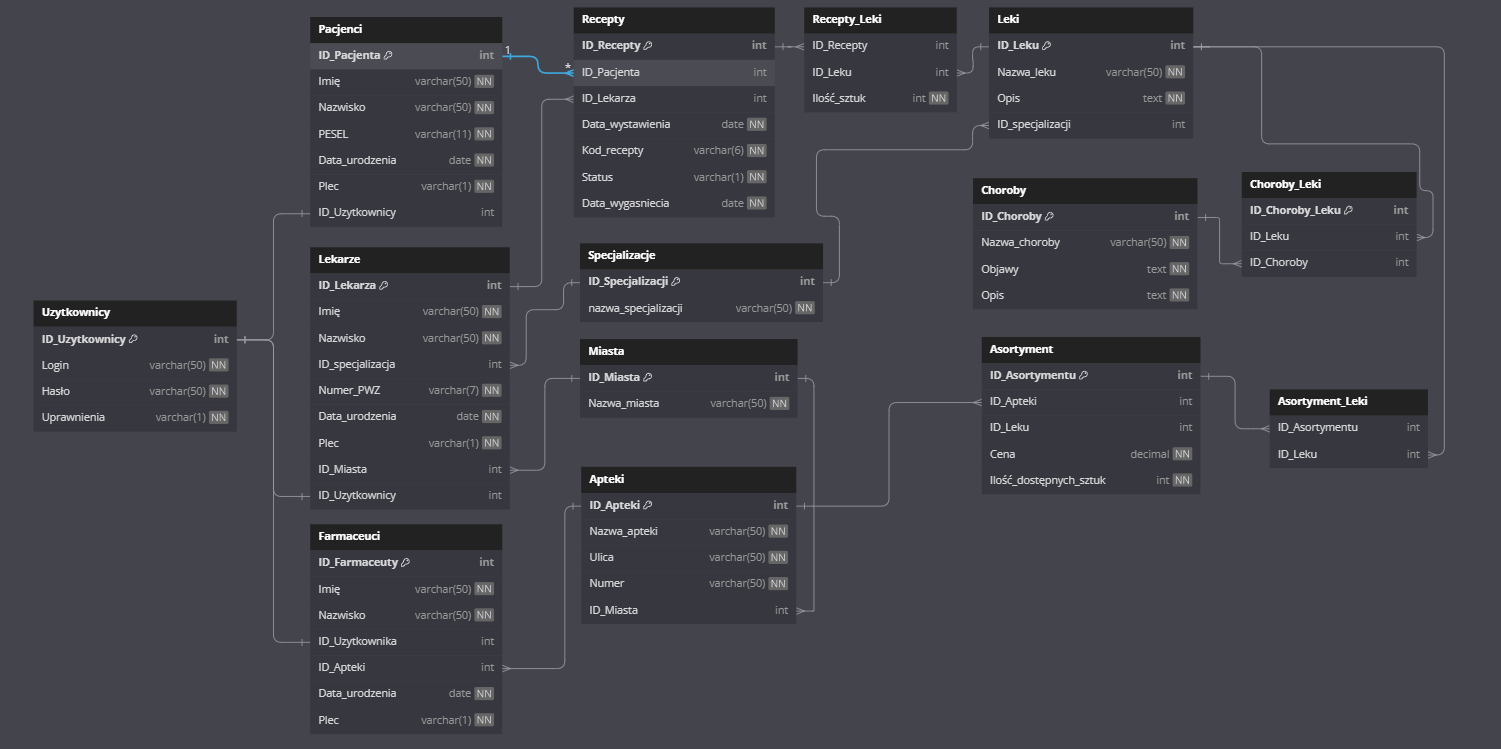 Pacjenci
ID_Pacjenta int
Imię varchar(50) NN
Nazwisko varchar(50) NN
PESEL varchar(11) NN
Data_urodzenia date NN
Plec varchar(1) NN
ID_Uzytkownicy int
1
*
Recepty
ID_Recepty int
ID_Pacjenta int
ID_Lekarza int
Data_wystawienia date NN
Kod_recepty varchar(6) NN
Status varchar(1) NN
Data_wygasniecia date NN
Recepty_Leki
ID_Recepty int
ID_Leku int
Ilość_sztuk int NN
Leki
ID_Leku int
Nazwa_leku varchar(50) NN
Opis text NN
ID_specjalizacji int
Choroby
ID_Choroby int
Nazwa_choroby varchar(50) NN
Objawy text NN
Opis text NN
Choroby_Leki
ID_Choroby_Leku int
ID_Leku int
ID_Choroby int
Lekarze
ID_Lekarza int
Imię varchar(50) NN
Nazwisko varchar(50) NN
ID_specjalizacja int
Numer_PWZ varchar(7) NN
Data_urodzenia date NN
Plec varchar(1) NN
ID_Miasta int
ID_Uzytkownicy int
Specjalizacje
ID_Specjalizacji int
nazwa_specjalizacji varchar(50) NN
Uzytkownicy
ID_Uzytkownicy int
Login varchar(50) NN
Hasło varchar(50) NN
Uprawnienia varchar(1) NN
Miasta
ID_Miasta int
Nazwa_miasta varchar(50) NN
Asortyment
ID_Asortymentu int
ID_Apteki int
ID_Leku int
Cena decimal NN
Ilość_dostępnych_sztuk int NN
Asortyment_Leki
ID_Asortymentu int
ID_Leku int
Apteki
ID_Apteki int
Nazwa_apteki varchar(50) NN
Ulica varchar(50) NN
Numer varchar(50) NN
ID_Miasta int
Farmaceuci
ID_Farmaceuty int
Imię varchar(50) NN
Nazwisko varchar(50) NN
ID_Uzytkownika int
ID_Apteki int
Data_urodzenia date NN
Plec varchar(1) NN